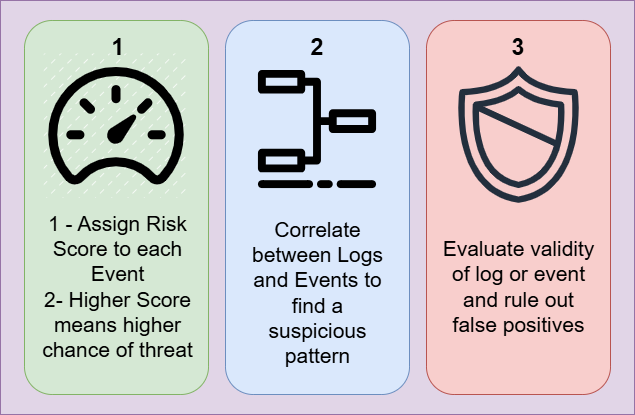 1
1 - Assign Risk
Score to each
Event
2- Higher Score
means higher
chance of threat
2
Correlate
between Logs
and Events to
find a
suspicious
pattern
3
Evaluate validity
of log or event
and rule out
false positives